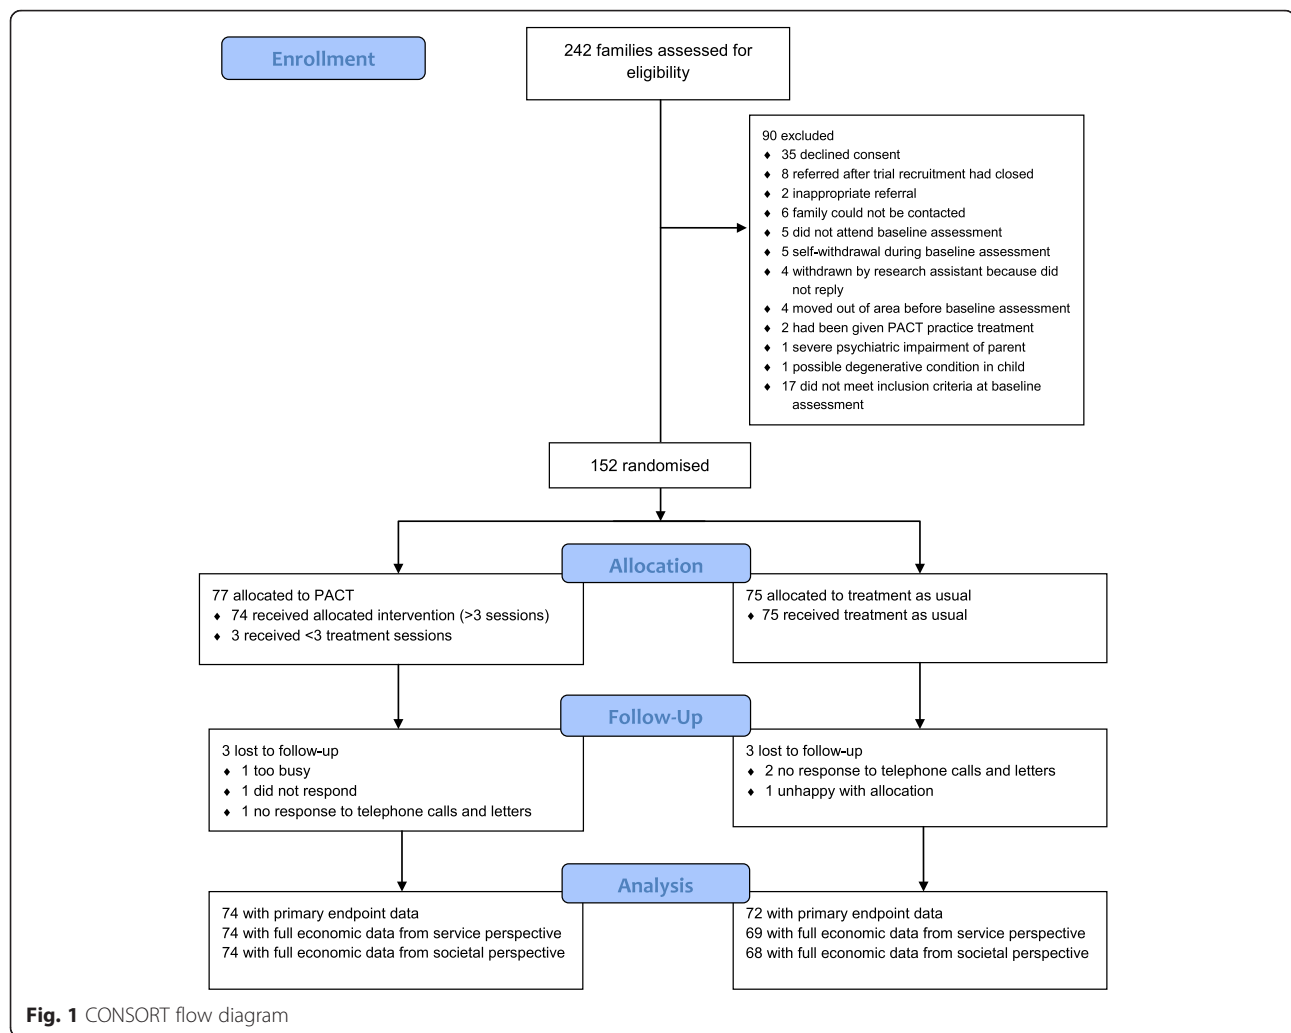 Enrollment
242 families assessed for
eligibility
90 excluded
♦ 35 declined consent
♦ 8 referred after trial recruitment had closed
♦ 2 inappropriate referral
♦ 6 family could not be contacted
♦ 5 did not attend baseline assessment
♦ 5 self-withdrawal during baseline assessment
♦ 4 withdrawn by research assistant because did
not reply
♦ 4 moved out of area before baseline assessment
♦ 2 had been given PACT practice treatment
♦ 1 severe psychiatric impairment of parent
♦ 1 possible degenerative condition in child
♦ 17 did not meet inclusion criteria at baseline
assessment
152 randomised
Allocation
77 allocated to PACT
♦ 74 received allocated intervention (>3 sessions)
♦ 3 received <3 treatment sessions
75 allocated to treatment as usual
♦ 75 received treatment as usual
Follow-Up
3 lost to follow-up
♦ 1 too busy
♦ 1 did not respond
♦ 1 no response to telephone calls and letters
3 lost to follow-up
♦ 2 no response to telephone calls and letters
♦ 1 unhappy with allocation
Analysis
74 with primary endpoint data
74 with full economic data from service perspective
74 with full economic data from societal perspective
72 with primary endpoint data
69 with full economic data from service perspective
68 with full economic data from societal perspective
Fig. 1 CONSORT flow diagram